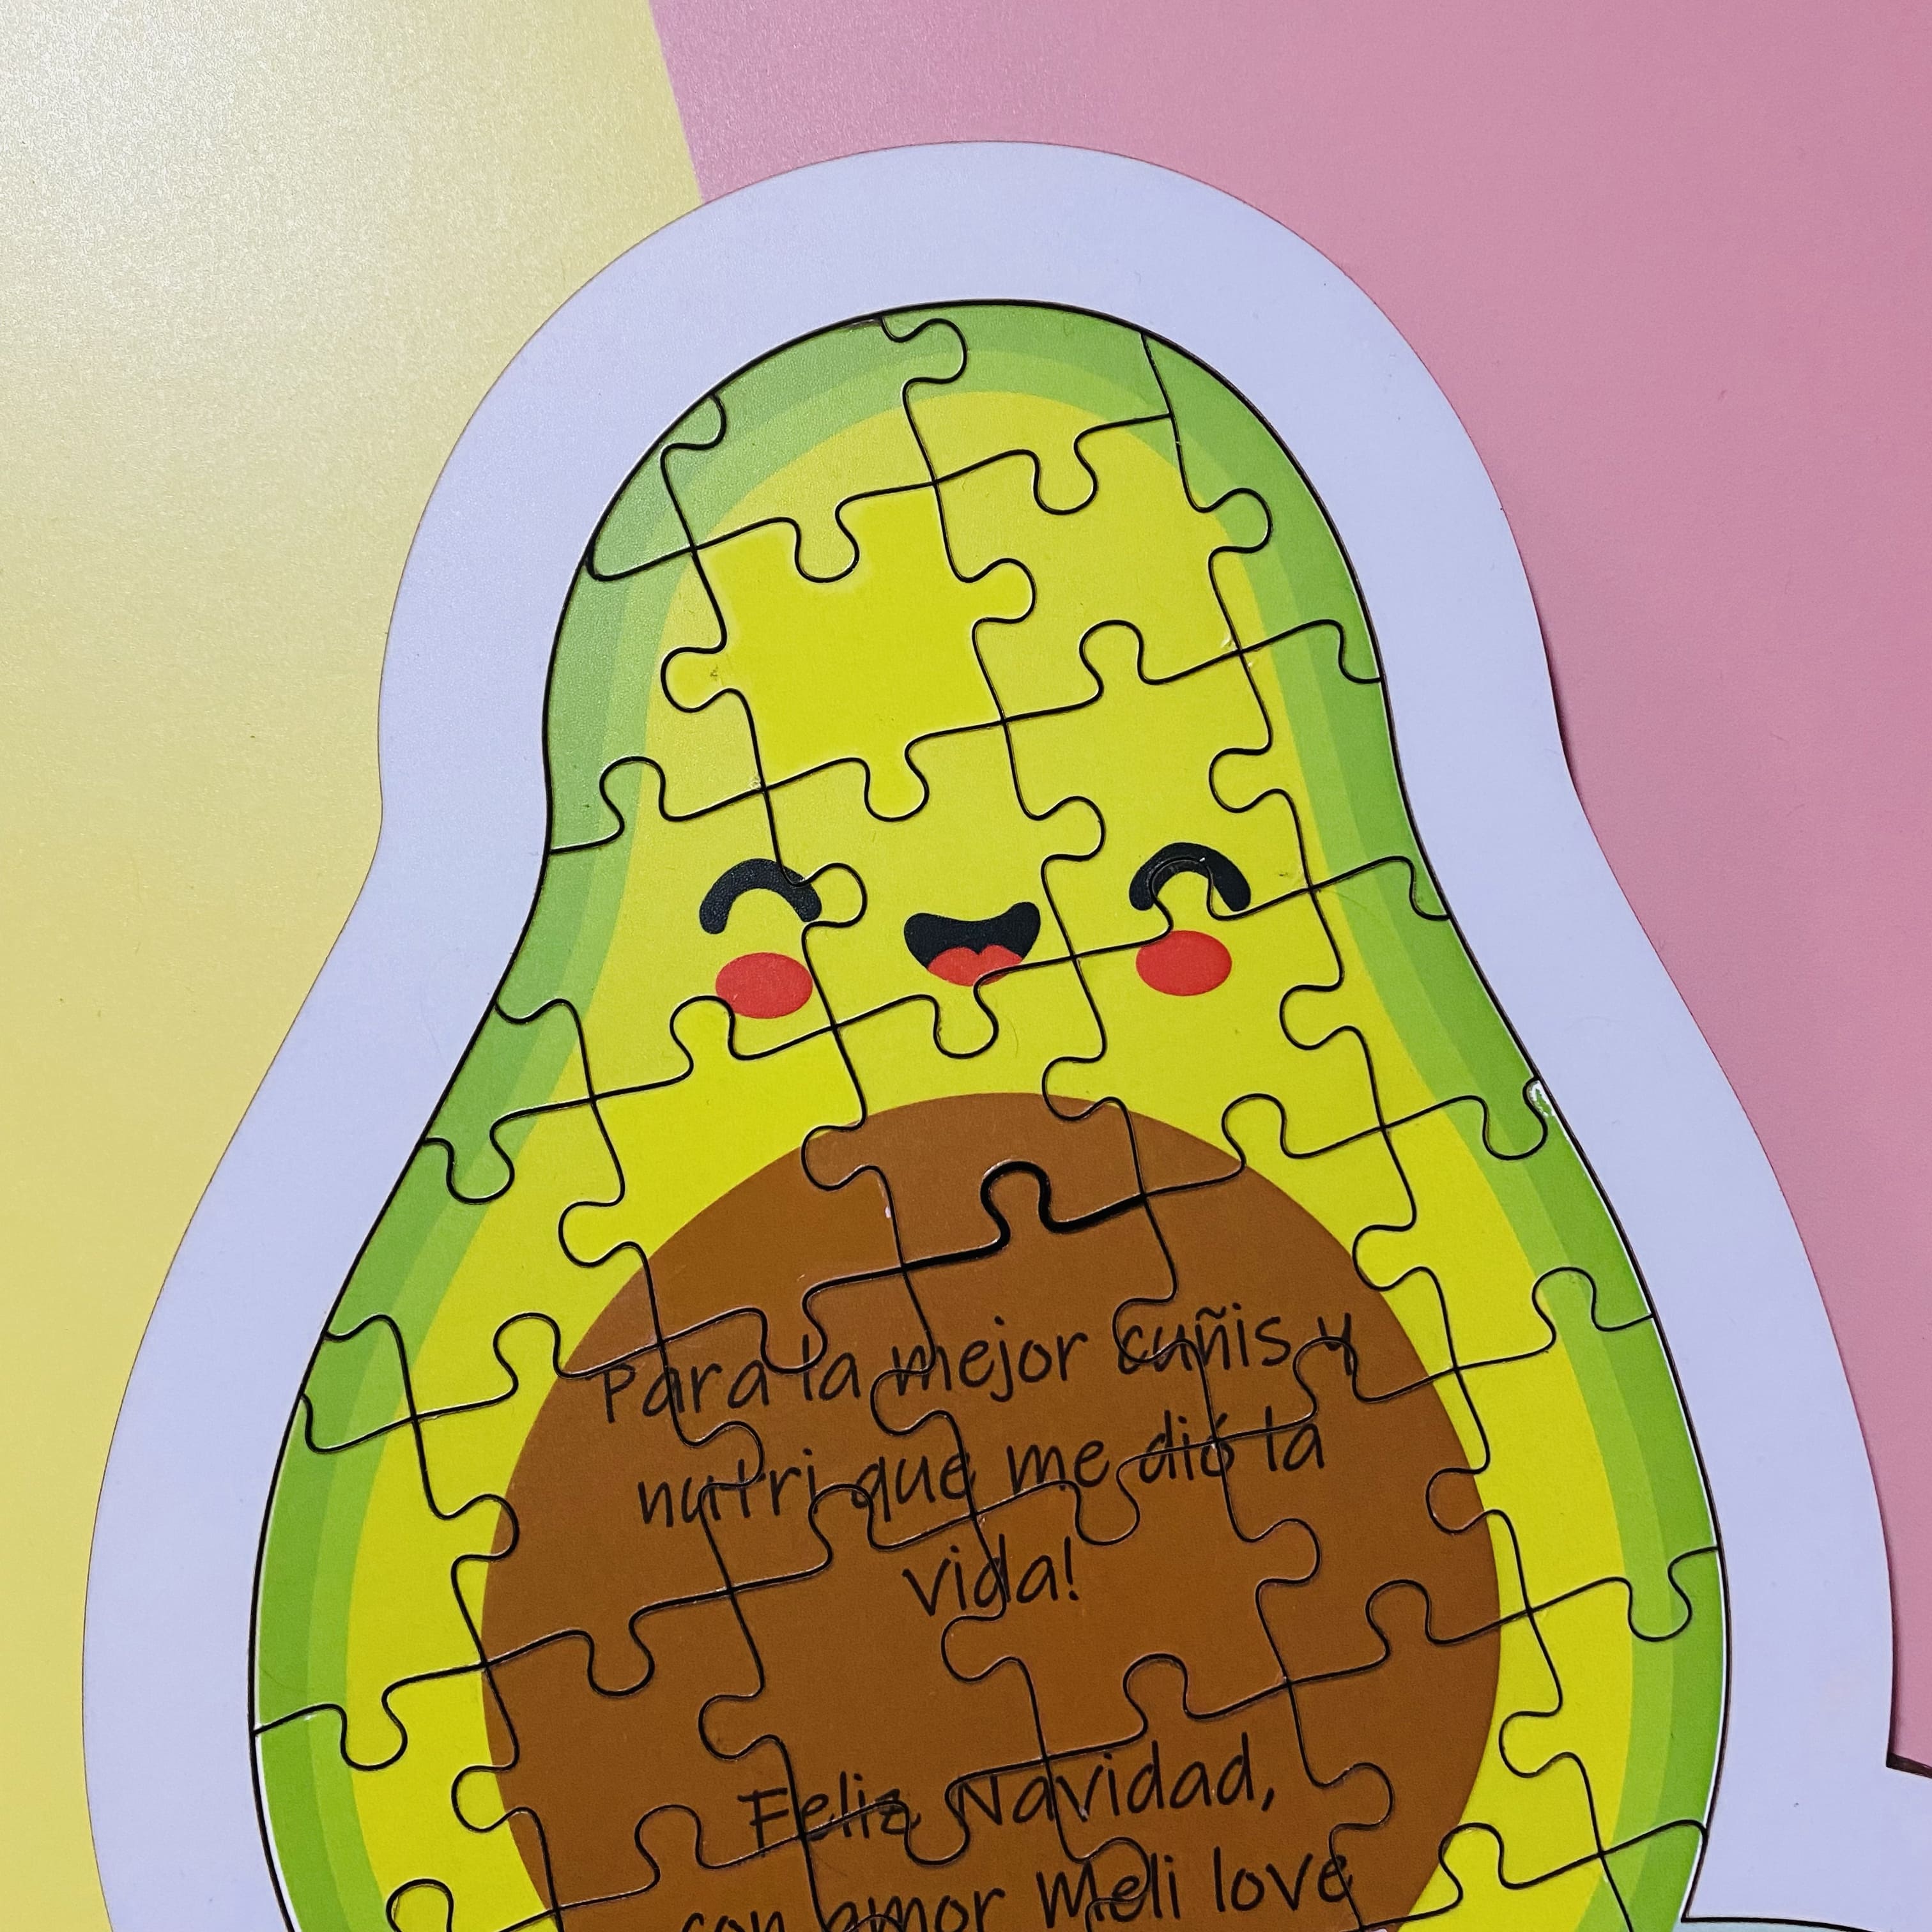 Para la mejor cuñis y
nutri que me dió la
vida!
Feliz Navidad,
con amor Meli love